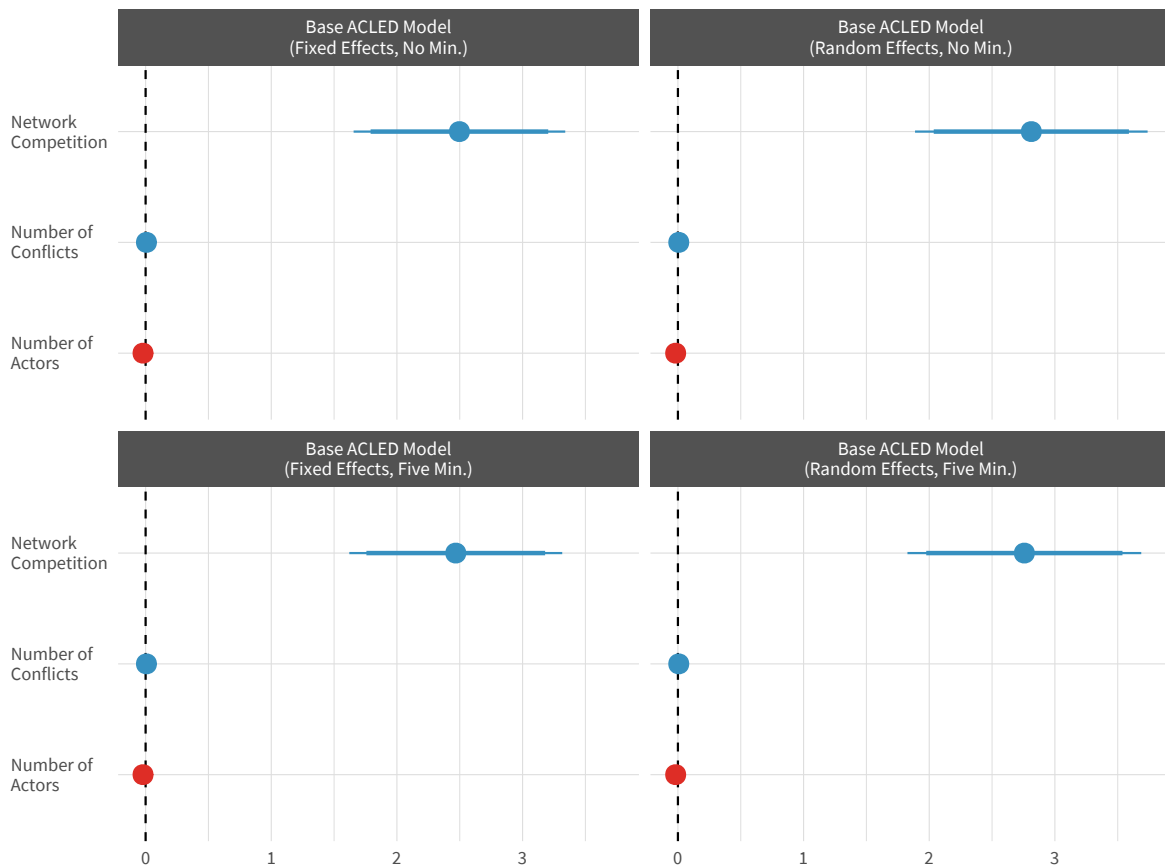 Base ACLED Model
(Fixed Effects, No Min.)
Base ACLED Model
(Random Effects, No Min.)
Network
Competition
Number of
Conflicts
Number of
Actors
Base ACLED Model
(Fixed Effects, Five Min.)
Base ACLED Model
(Random Effects, Five Min.)
Network
Competition
Number of
Conflicts
Number of
Actors
0 1 2 3
0 1 2 3